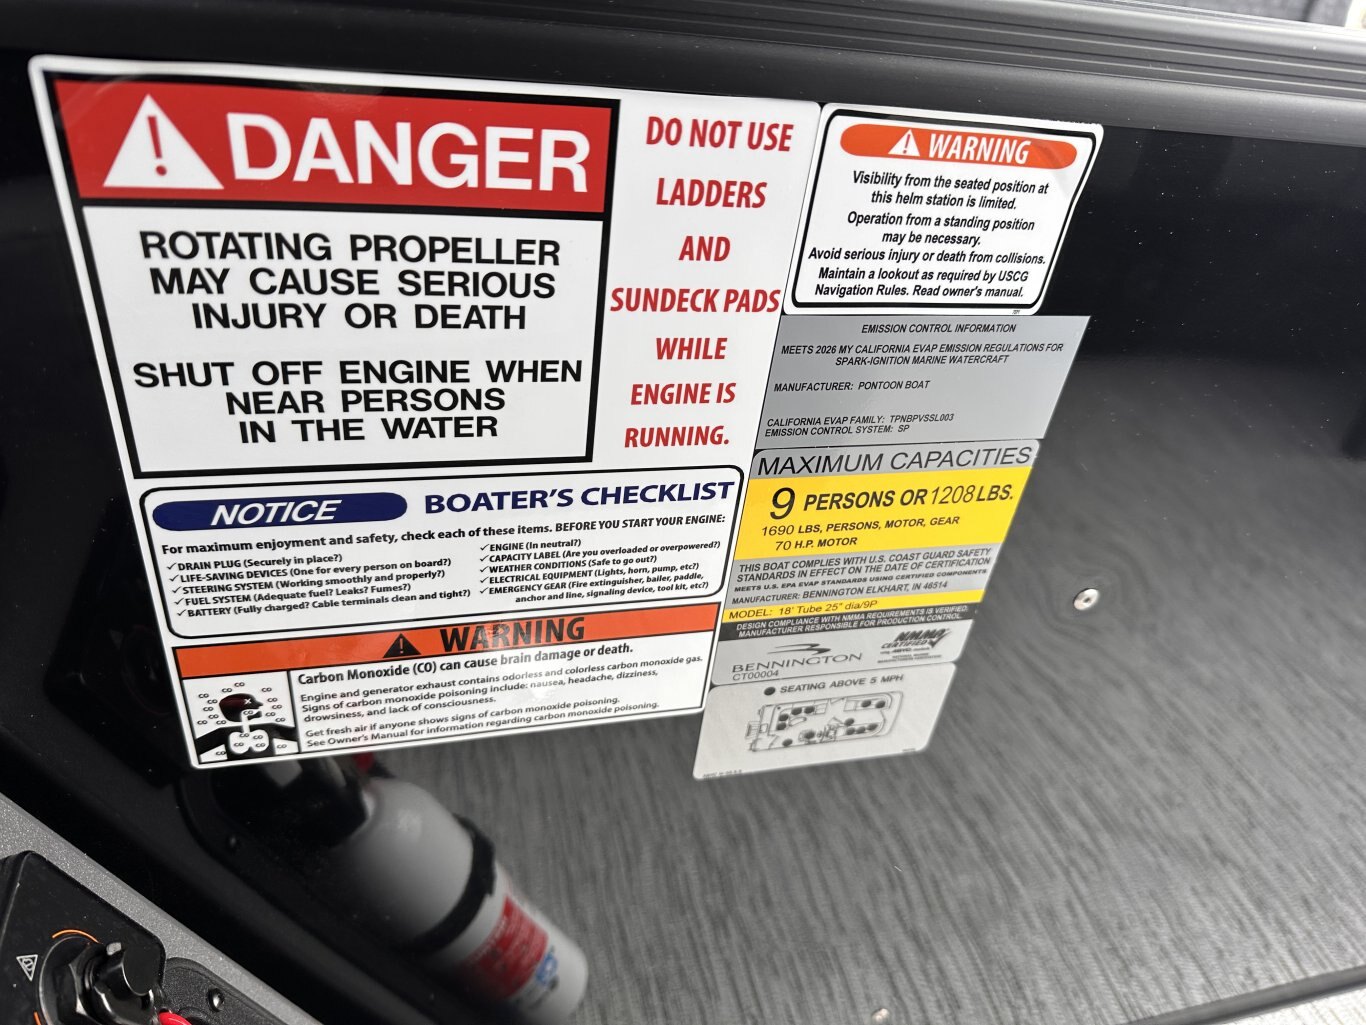 DANGER
ROTATING PROPELLER
MAY CAUSE SERIOUS
INJURY OR DEATH
SHUT OFF ENGINE WHEN
NEAR PERSONS
IN THE WATER
DO NOT USE
LADDERS
AND
SUNDECK PADS
WHILE
ENGINE IS
RUNNING.
NOTICE
BOATER'S CHECKLIST
For maximum enjoyment and safety, check each of these items. BEFORE YOU START YOUR ENGINE:
✓ DRAIN PLUG (Securely in place?)
✓ LIFE-SAVING DEVICES (One for every person on board?)
✓ STEERING SYSTEM (Working smoothly and properly?)
✓ FUEL SYSTEM (Adequate fuel? Leaks? Fumes?)
✓ BATTERY (Fully charged? Cable terminals clean and tight?)
✓ ENGINE (In neutral?)
✓ CAPACITY LABEL (Are you overloaded or overpowered?)
✓ WEATHER CONDITIONS (Safe to go out?)
✓ ELECTRICAL EQUIPMENT (Lights, horn, pump, etc?)
✓ EMERGENCY GEAR (Fire extinguisher, bailer, paddle,
anchor and line, signaling device, tool kit, etc?)
WARNING
Carbon Monoxide (CO) can cause brain damage or death.
Engine and generator exhaust contains odorless and colorless carbon monoxide gas.
Signs of carbon monoxide poisoning include: nausea, headache, dizziness,
drowsiness, and lack of consciousness.
Get fresh air if anyone shows signs of carbon monoxide poisoning.
See Owner's Manual for information regarding carbon monoxide poisoning.
WARNING
Visibility from the seated position at
this helm station is limited.
Operation from a standing position
may be necessary.
Avoid serious injury or death from collisions.
Maintain a lookout as required by USCG
Navigation Rules. Read owner's manual.
EMISSION CONTROL INFORMATION
MEETS 2026 MY CALIFORNIA EVAP EMISSION REGULATIONS FOR
SPARK-IGNITION MARINE WATERCRAFT
MANUFACTURER: PONTOON BOAT
CALIFORNIA EVAP FAMILY: TPNBPVSSL003
EMISSION CONTROL SYSTEM: SP
MAXIMUM CAPACITIES
9 PERSONS OR 1208 LBS.
1690 LBS, PERSONS, MOTOR, GEAR
70 H.P. MOTOR
THIS BOAT COMPLIES WITH U.S. COAST GUARD SAFETY
STANDARDS IN EFFECT ON THE DATE OF CERTIFICATION
MEETS U.S. EPA EVAP STANDARDS USING CERTIFIED COMPONENTS
MANUFACTURER: BENNINGTON ELKHART, IN 46514
MODEL: 18' Tube 25" dia/9P
DESIGN COMPLIANCE WITH NMMA REQUIREMENTS IS VERIFIED.
MANUFACTURER RESPONSIBLE FOR PRODUCTION CONTROL.
BENNINGTON
CT00004
NMMA
CERTIFIED
SEATING ABOVE 5 MPH